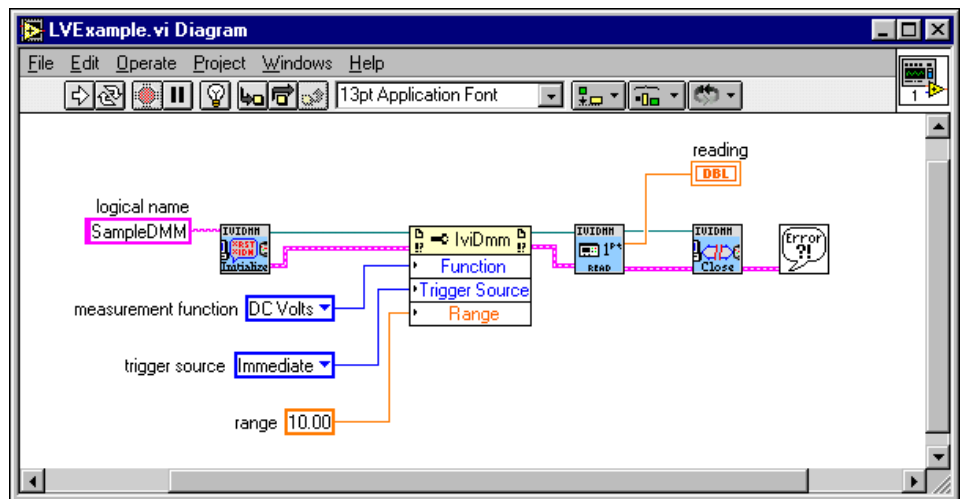 LVExample.vi Diagram
File Edit Operate Project Windows Help
13pt Application Font
1
reading
DBL
logical name
SampleDMM
IVIDMM
Initialize
IviDmm
Function
Trigger Source
Range
IVIDMM
1Pt
READ
IVIDMM
Close
Error
?!
measurement function DC Volts
trigger source Immediate
range 10.00